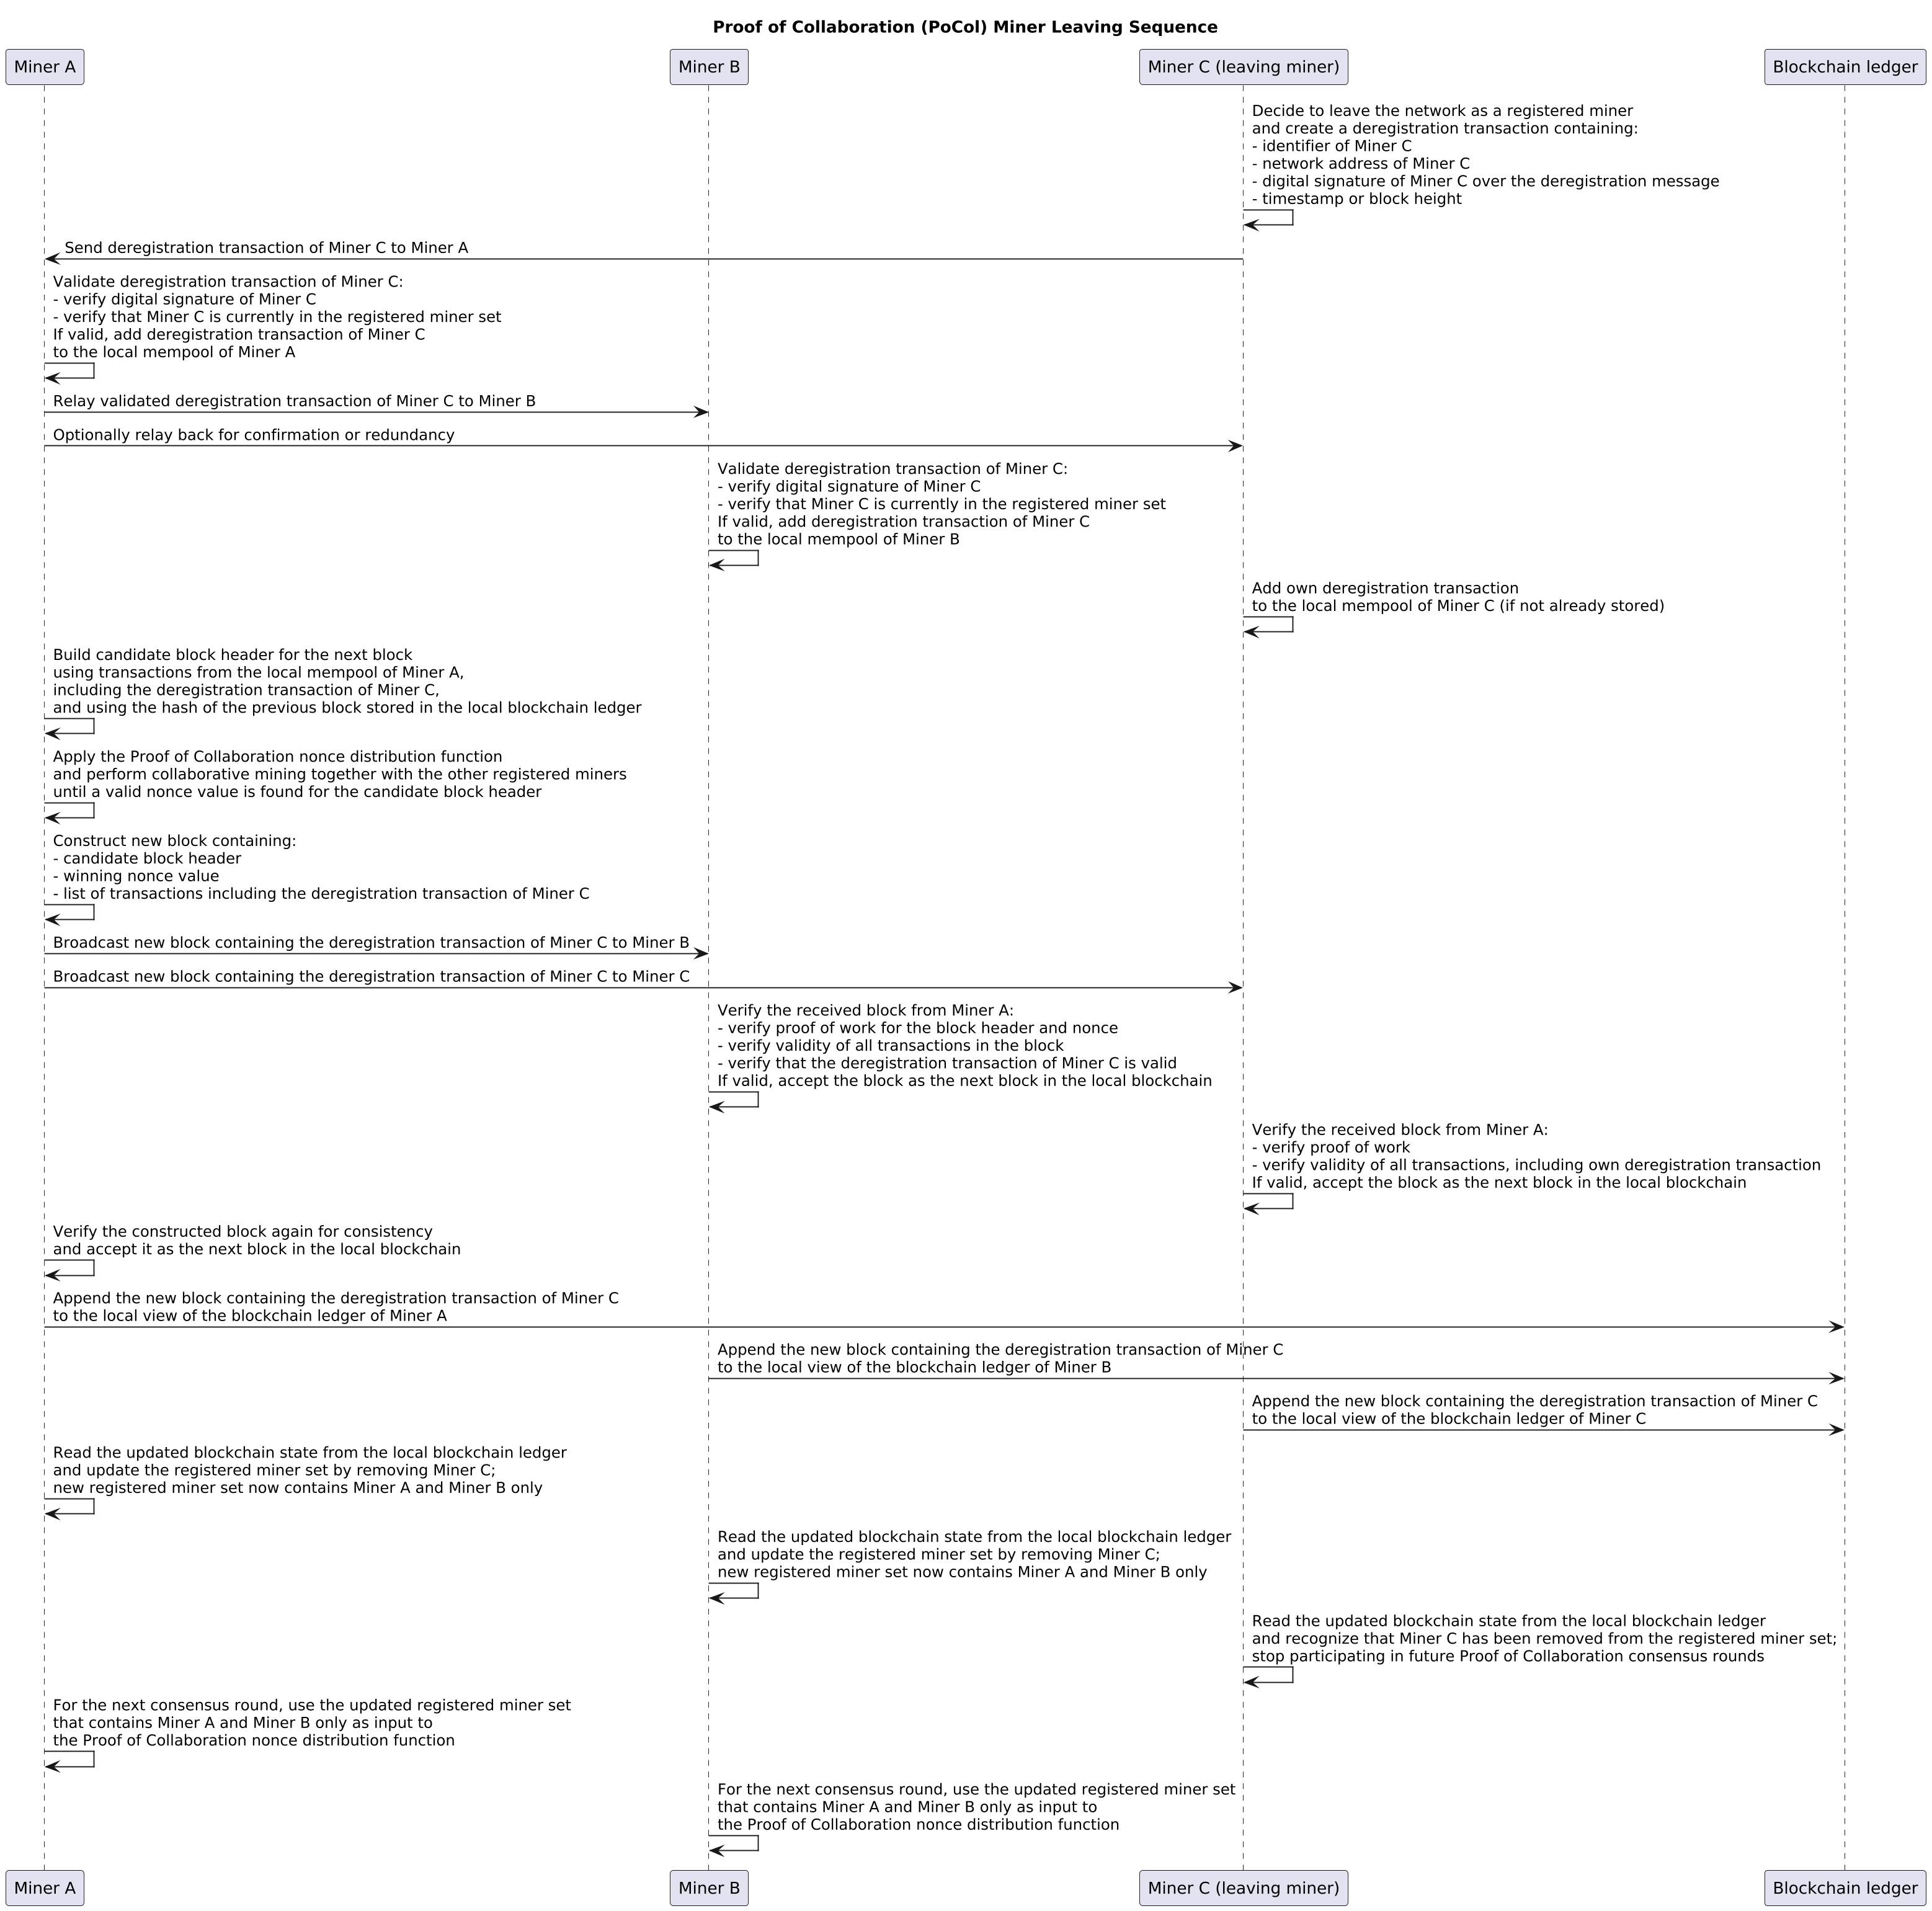 Proof of Collaboration (PoCol) Miner Leaving Sequence
Miner A
Miner B
Miner C (leaving miner)
Blockchain ledger
Decide to leave the network as a registered miner
and create a deregistration transaction containing:
- identifier of Miner C
- network address of Miner C
- digital signature of Miner C over the deregistration message
- timestamp or block height
Send deregistration transaction of Miner C to Miner A
Validate deregistration transaction of Miner C:
- verify digital signature of Miner C
- verify that Miner C is currently in the registered miner set
If valid, add deregistration transaction of Miner C
to the local mempool of Miner A
Relay validated deregistration transaction of Miner C to Miner B
Optionally relay back for confirmation or redundancy
Validate deregistration transaction of Miner C:
- verify digital signature of Miner C
- verify that Miner C is currently in the registered miner set
If valid, add deregistration transaction of Miner C
to the local mempool of Miner B
Add own deregistration transaction
to the local mempool of Miner C (if not already stored)
Build candidate block header for the next block
using transactions from the local mempool of Miner A,
including the deregistration transaction of Miner C,
and using the hash of the previous block stored in the local blockchain ledger
Apply the Proof of Collaboration nonce distribution function
and perform collaborative mining together with the other registered miners
until a valid nonce value is found for the candidate block header
Construct new block containing:
- candidate block header
- winning nonce value
- list of transactions including the deregistration transaction of Miner C
Broadcast new block containing the deregistration transaction of Miner C to Miner B
Broadcast new block containing the deregistration transaction of Miner C to Miner C
Verify the received block from Miner A:
- verify proof of work for the block header and nonce
- verify validity of all transactions in the block
- verify that the deregistration transaction of Miner C is valid
If valid, accept the block as the next block in the local blockchain
Verify the received block from Miner A:
- verify proof of work
- verify validity of all transactions, including own deregistration transaction
If valid, accept the block as the next block in the local blockchain
Verify the constructed block again for consistency
and accept it as the next block in the local blockchain
Append the new block containing the deregistration transaction of Miner C
to the local view of the blockchain ledger of Miner A
Append the new block containing the deregistration transaction of Miner C
to the local view of the blockchain ledger of Miner B
Append the new block containing the deregistration transaction of Miner C
to the local view of the blockchain ledger of Miner C
Read the updated blockchain state from the local blockchain ledger
and update the registered miner set by removing Miner C;
new registered miner set now contains Miner A and Miner B only
Read the updated blockchain state from the local blockchain ledger
and update the registered miner set by removing Miner C;
new registered miner set now contains Miner A and Miner B only
Read the updated blockchain state from the local blockchain ledger
and recognize that Miner C has been removed from the registered miner set;
stop participating in future Proof of Collaboration consensus rounds
For the next consensus round, use the updated registered miner set
that contains Miner A and Miner B only as input to
the Proof of Collaboration nonce distribution function
For the next consensus round, use the updated registered miner set
that contains Miner A and Miner B only as input to
the Proof of Collaboration nonce distribution function
Miner A
Miner B
Miner C (leaving miner)
Blockchain ledger